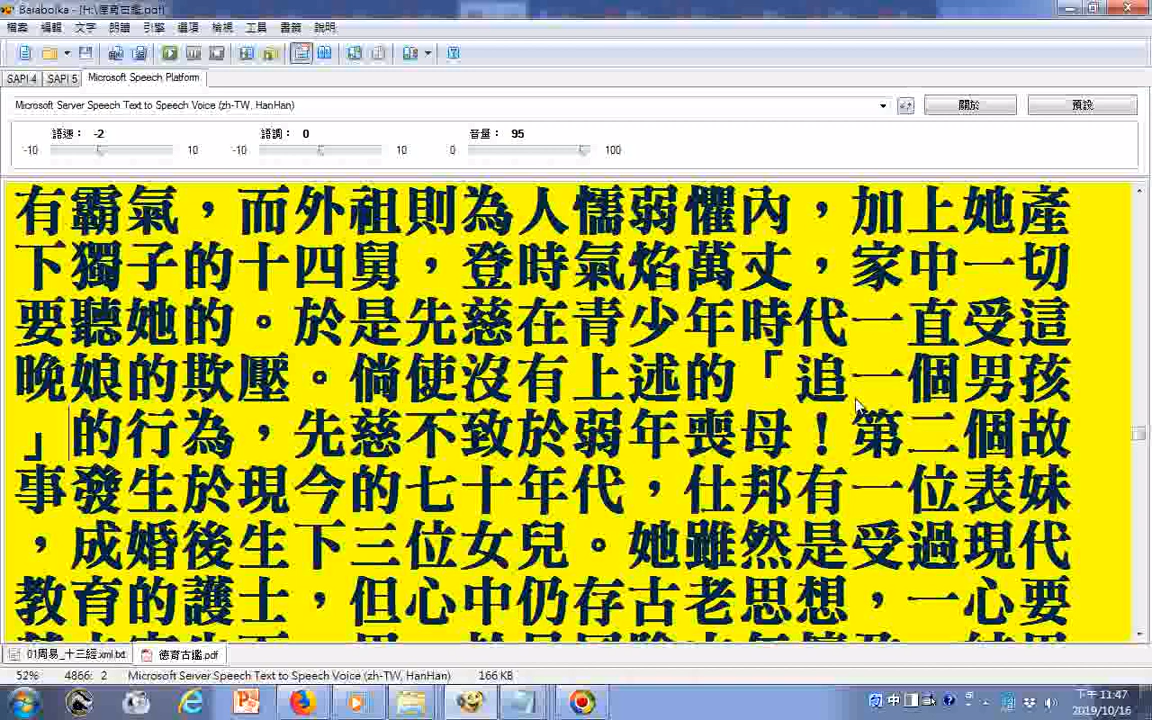 Balabolka - [H:\德育古鑑.pdf]
檔案 編輯 文字 朗讀 引擎 選項 檢視 工具 書籤 說明
SAPI 4 SAPI 5 Microsoft Speech Platform
Microsoft Server Speech Text to Speech Voice (zh-TW, HanHan) 關於 預設
語速： -2 語調： 0 音量： 95
-10 10 -10 10 0 100
有霸氣，而外祖則為人懦弱懼內，加上她產
下獨子的十四舅，登時氣焰萬丈，家中一切
要聽她的。於是先慈在青少年時代一直受這
晚娘的欺壓。倘使沒有上述的「追一個男孩
」的行為，先慈不致於弱年喪母！第二個故
事發生於現今的七十年代，仕邦有一位表妹
，成婚後生下三位女兒。她雖然是受過現代
教育的護士，但心中仍存古老思想，一心要
01周易_十三經.xml.txt 德育古鑑.pdf
52% 4866: 2 Microsoft Server Speech Text to Speech Voice (zh-TW, HanHan) 166 KB
中 下午 11:47
2019/10/16